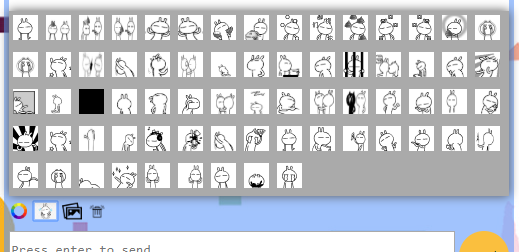 Press enter to send